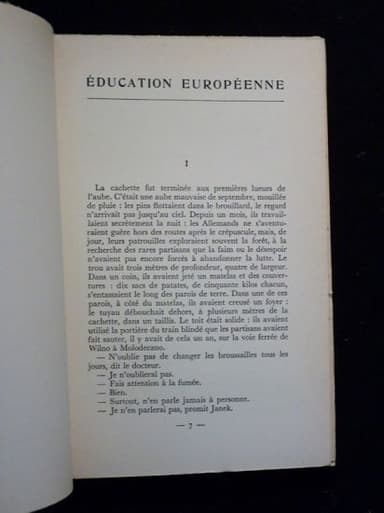 ÉDUCATION EUROPÉENNE
I
La cachette fut terminée aux premières lueurs de
l'aube. C'était une aube mauvaise de septembre, mouillée
de pluie : les pins flottaient dans le brouillard, le regard
n'arrivait pas jusqu'au ciel. Depuis un mois, ils travail-
laient secrètement la nuit : les Allemands ne s'aventu-
raient guère hors des routes après le crépuscule, mais, de
jour, leurs patrouilles exploraient souvent la forêt, à la
recherche des rares partisans que la faim ou le désespoir
n'avaient pas encore forcés à abandonner la lutte. Le
trou avait trois mètres de profondeur, quatre de largeur.
Dans un coin, ils avaient jeté un matelas et des couver-
tures : dix sacs de patates, de cinquante kilos chacun,
s'entassaient le long des parois de terre. Dans une de ces
parois, à côté du matelas, ils avaient creusé un foyer :
le tuyau débouchait dehors, à plusieurs mètres de la
cachette, dans un taillis. Le toit était solide : ils avaient
utilisé la portière du train blindé que les partisans avaient
fait sauter, il y avait de cela un an, sur la voie ferrée de
Wilno à Molodeczno.
— N'oublie pas de changer les broussailles tous les
jours, dit le docteur.
— Je n'oublierai pas.
— Fais attention à la fumée.
— Bien.
— Surtout, n'en parle jamais à personne.
— Je n'en parlerai pas, promit Janek.
— 7 —